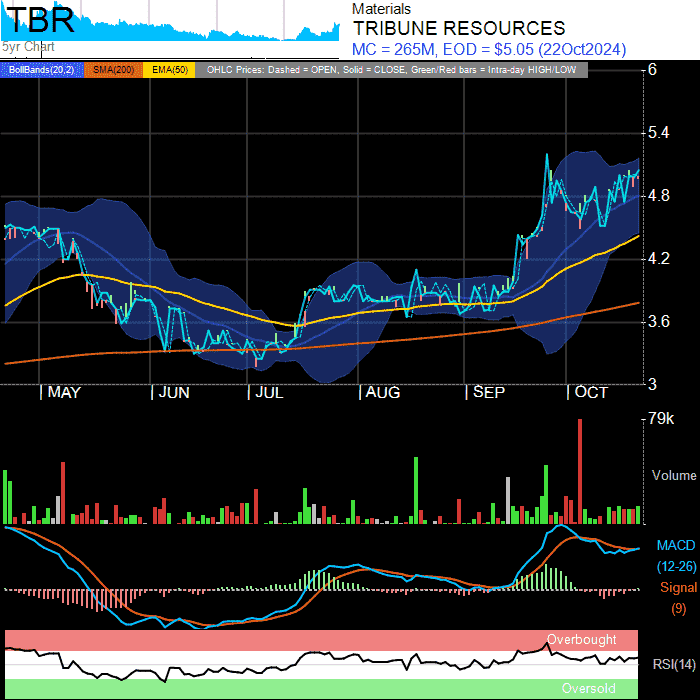 TBR
5yr Chart
Materials
TRIBUNE RESOURCES
MC = 265M, EOD = $5.05 (22Oct2024)
BollBands(20,2) SMA(200) EMA(50) OHLC Prices: Dashed = OPEN, Solid = CLOSE, Green/Red bars = Intra-day HIGH/LOW
6
5.4
4.8
4.2
3.6
3
MAY JUN JUL AUG SEP OCT
79k
Volume
MACD
(12-26)
Signal
(9)
Overbought
RSI(14)
Oversold